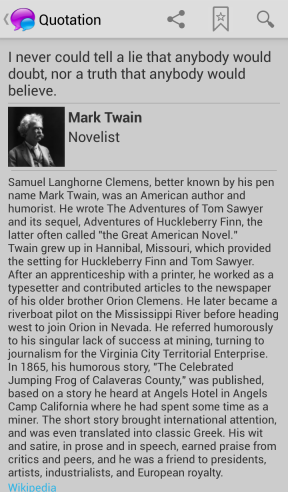 Quotation
I never could tell a lie that anybody would
doubt, nor a truth that anybody would
believe.
Mark Twain
Novelist
Samuel Langhorne Clemens, better known by his pen
name Mark Twain, was an American author and
humorist. He wrote The Adventures of Tom Sawyer
and its sequel, Adventures of Huckleberry Finn, the
latter often called "the Great American Novel."
Twain grew up in Hannibal, Missouri, which provided
the setting for Huckleberry Finn and Tom Sawyer.
After an apprenticeship with a printer, he worked as a
typesetter and contributed articles to the newspaper
of his older brother Orion Clemens. He later became a
riverboat pilot on the Mississippi River before heading
west to join Orion in Nevada. He referred humorously
to his singular lack of success at mining, turning to
journalism for the Virginia City Territorial Enterprise.
In 1865, his humorous story, "The Celebrated
Jumping Frog of Calaveras County," was published,
based on a story he heard at Angels Hotel in Angels
Camp California where he had spent some time as a
miner. The short story brought international attention,
and was even translated into classic Greek. His wit
and satire, in prose and in speech, earned praise from
critics and peers, and he was a friend to presidents,
artists, industrialists, and European royalty.
Wikipedia